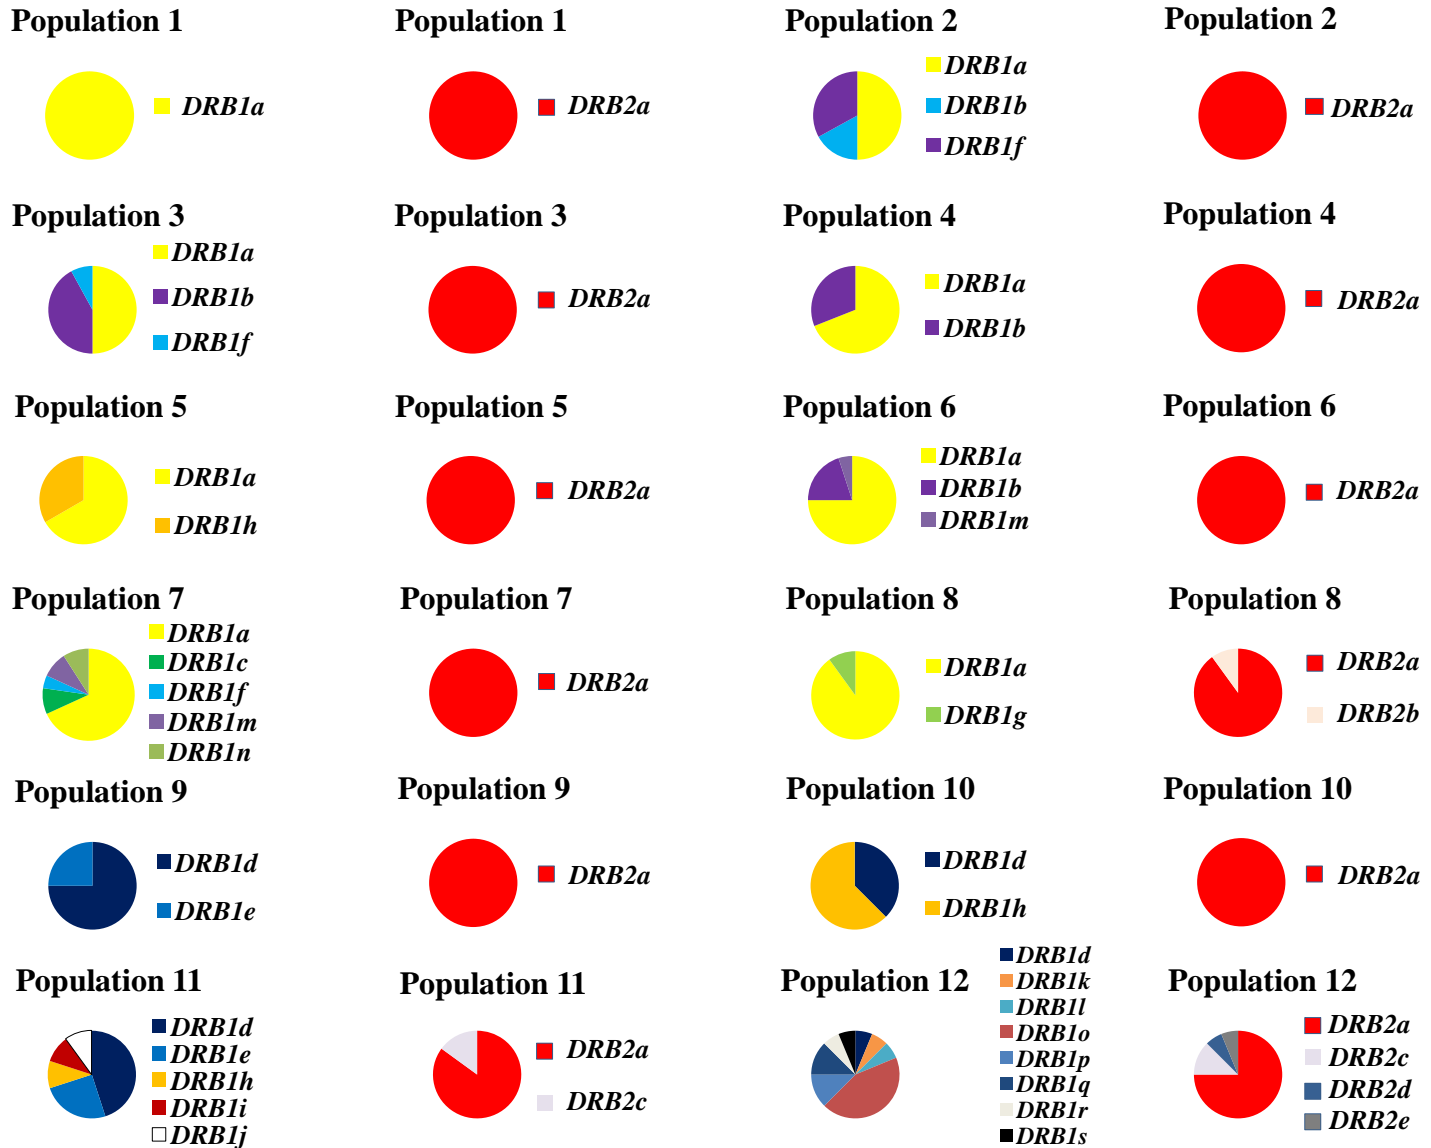 Population 1
DRB1a
Population 1
DRB2a
Population 2
DRB1a
DRB1b
DRB1f
Population 2
DRB2a
Population 3
DRB1a
DRB1b
DRB1f
Population 3
DRB2a
Population 4
DRB1a
DRB1b
Population 4
DRB2a
Population 5
DRB1a
DRB1h
Population 5
DRB2a
Population 6
DRB1a
DRB1b
DRB1m
Population 6
DRB2a
Population 7
DRB1a
DRB1c
DRB1f
DRB1m
DRB1n
Population 7
DRB2a
Population 8
DRB1a
DRB1g
Population 8
DRB2a
DRB2b
Population 9
DRB1d
DRB1e
Population 9
DRB2a
Population 10
DRB1d
DRB1h
Population 10
DRB2a
Population 11
DRB1d
DRB1e
DRB1h
DRB1i
DRB1j
Population 11
DRB2a
DRB2c
Population 12
DRB1d
DRB1k
DRB1l
DRB1o
DRB1p
DRB1q
DRB1r
DRB1s
Population 12
DRB2a
DRB2c
DRB2d
DRB2e